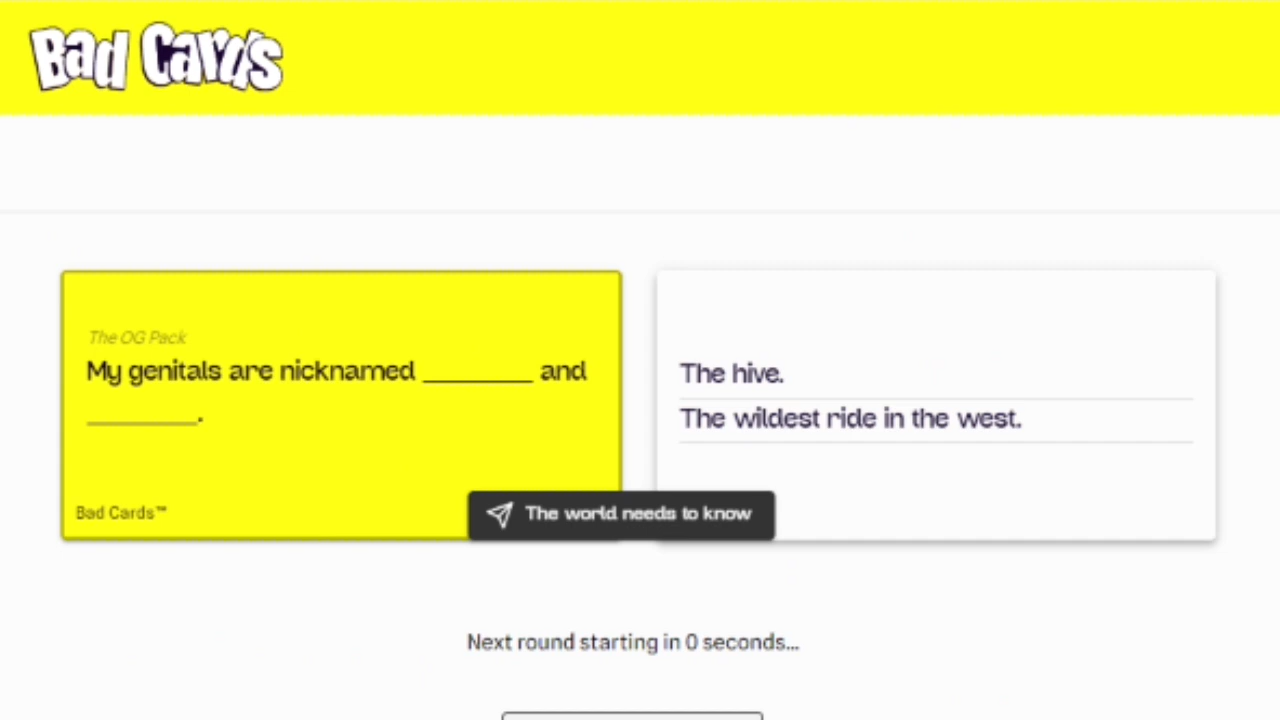 Bad Cards
The OG Pack
My genitals are nicknamed ________ and
________.
Bad Cards™
The hive.
The wildest ride in the west.
The world needs to know
Next round starting in 0 seconds...